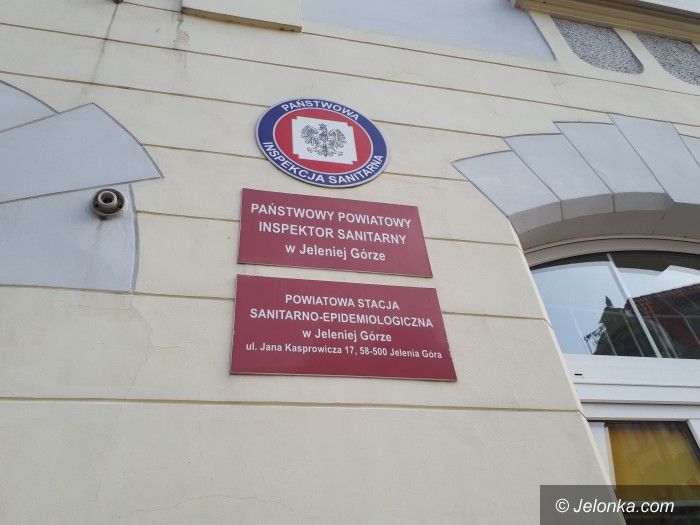 PAŃSTWOWA
INSPEKCJA SANITARNA
PAŃSTWOWY POWIATOWY
INSPEKTOR SANITARNY
w Jeleniej Górze
POWIATOWA STACJA
SANITARNO-EPIDEMIOLOGICZNA
w Jeleniej Górze
ul. Jana Kasprowicza 17, 58-500 Jelenia Góra
© Jelonka.com